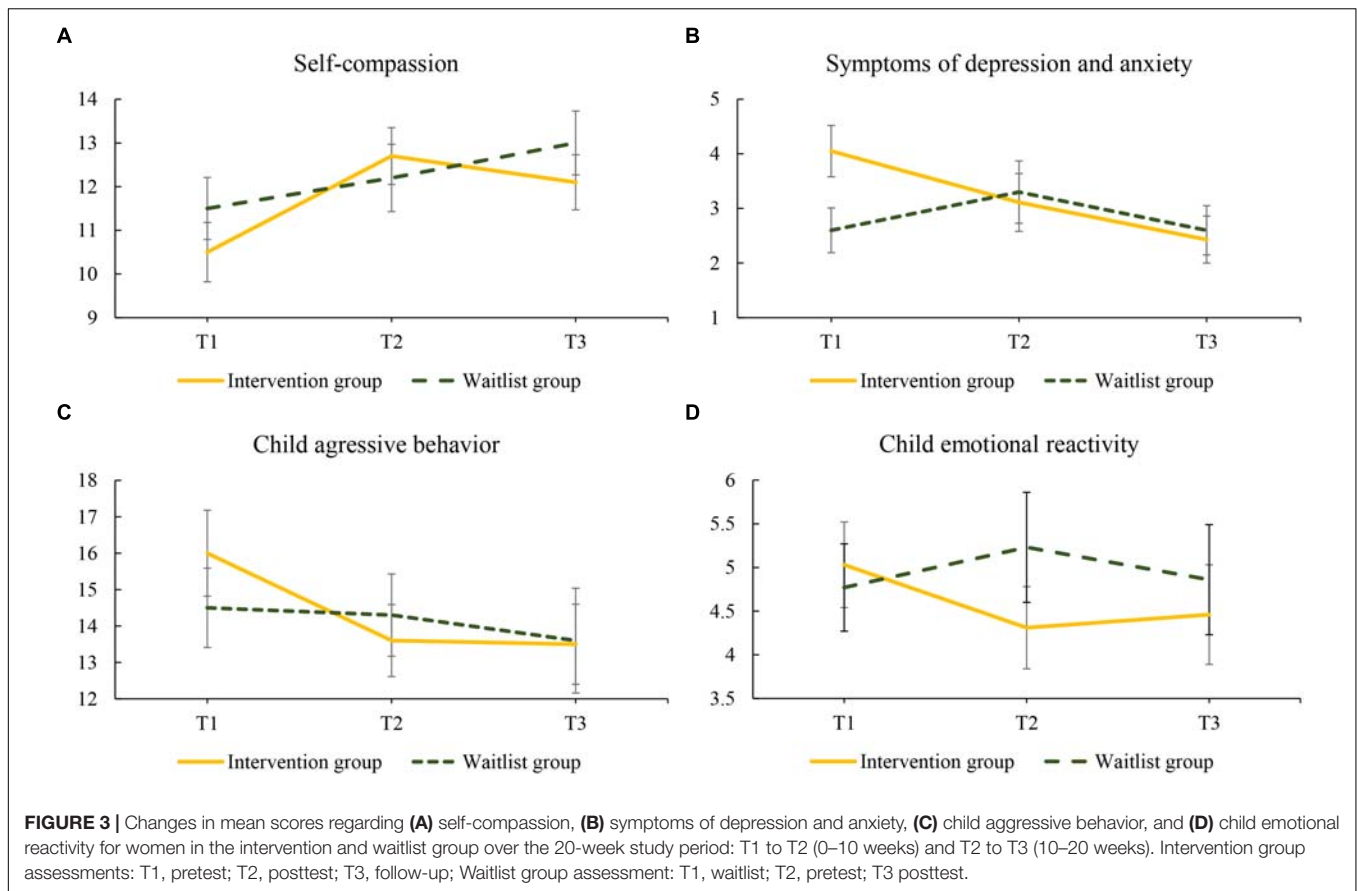 A
Self-compassion
14
13
12
11
10
9
T1 T2 T3
Intervention group Waitlist group
B
Symptoms of depression and anxiety
5
4
3
2
1
T1 T2 T3
Intervention group Waitlist group
C
Child agressive behavior
18
17
16
15
14
13
12
T1 T2 T3
Intervention group Waitlist group
D
Child emotional reactivity
6
5.5
5
4.5
4
3.5
T1 T2 T3
Intervention group Waitlist group
FIGURE 3 | Changes in mean scores regarding (A) self-compassion, (B) symptoms of depression and anxiety, (C) child aggressive behavior, and (D) child emotional
reactivity for women in the intervention and waitlist group over the 20-week study period: T1 to T2 (0–10 weeks) and T2 to T3 (10–20 weeks). Intervention group
assessments: T1, pretest; T2, posttest; T3, follow-up; Waitlist group assessment: T1, waitlist; T2, pretest; T3 posttest.